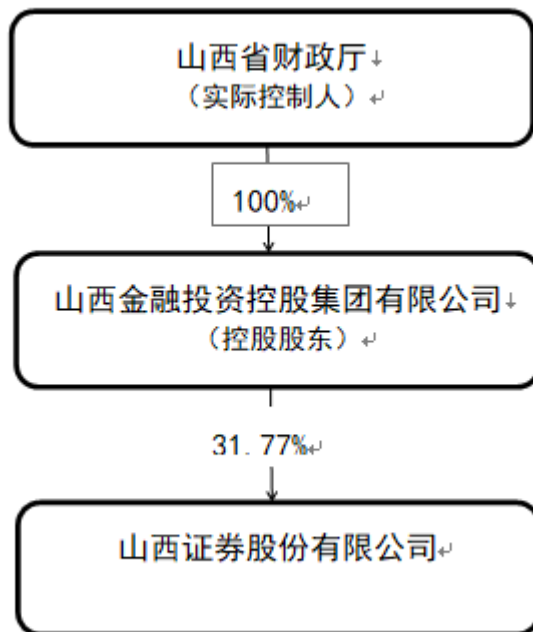 山西省财政厅↓
（实际控制人）↵
100%↵
山西金融投资控股集团有限公司↓
（控股股东）↵
31.77%↵
山西证券股份有限公司↵